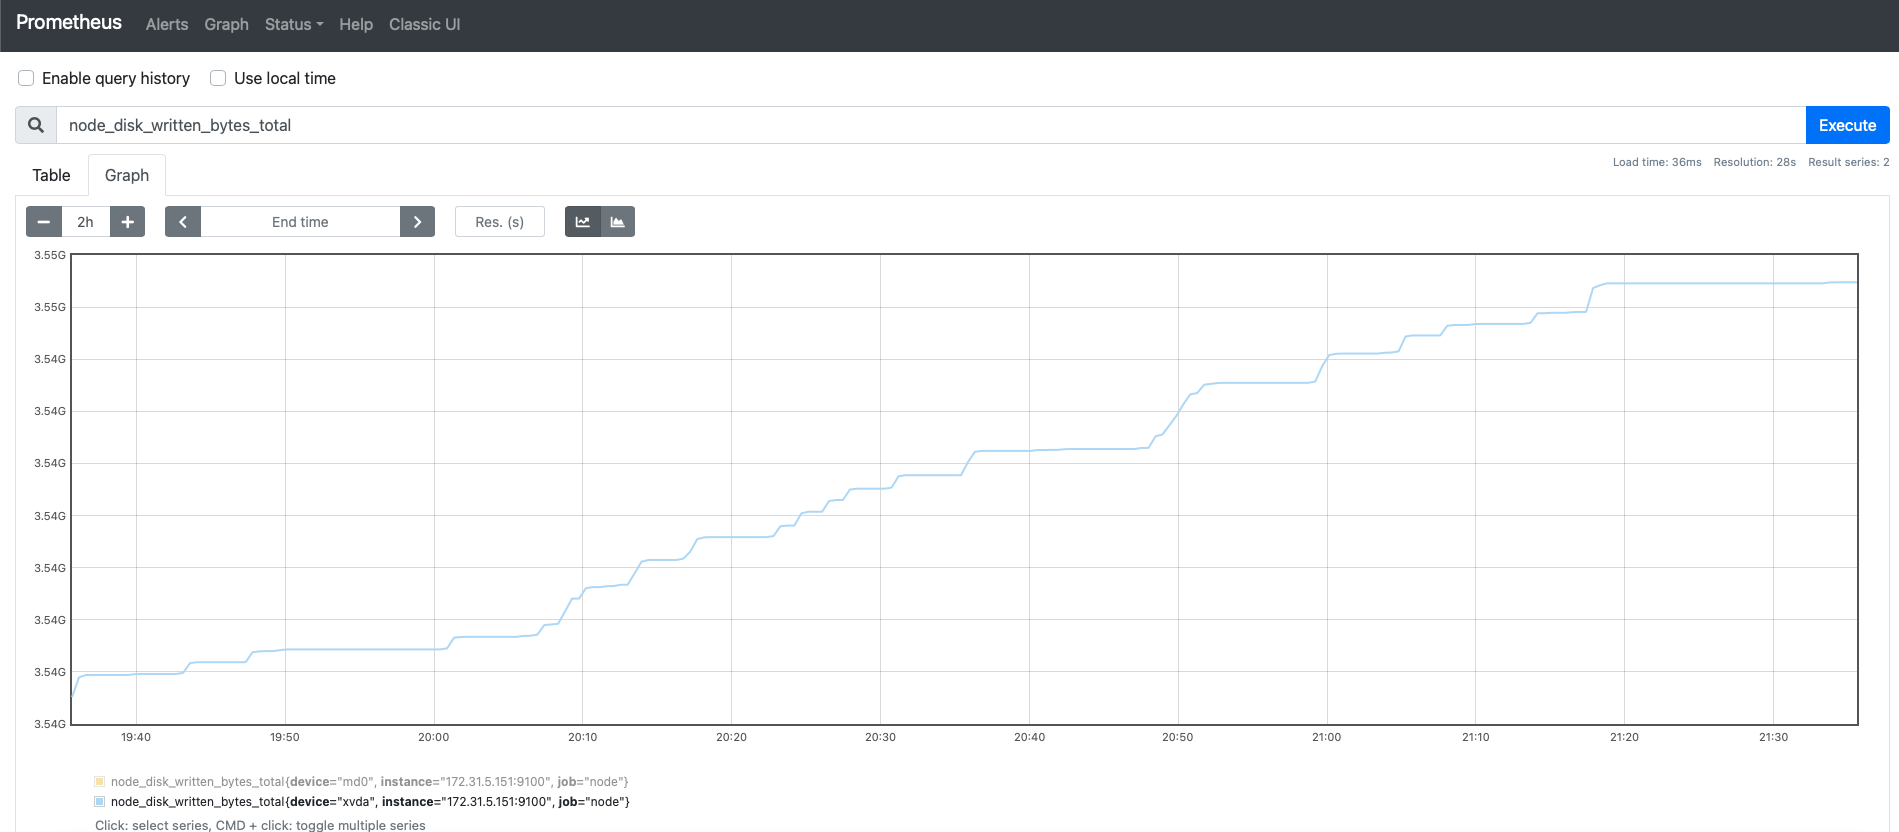 Prometheus Alerts Graph Status Help Classic UI
Enable query history Use local time
node_disk_written_bytes_total Execute
Load time: 36ms Resolution: 28s Result series: 2
Table Graph
2h End time Res. (s)
3.55G
3.55G
3.54G
3.54G
3.54G
3.54G
3.54G
3.54G
3.54G
3.54G
19:40 19:50 20:00 20:10 20:20 20:30 20:40 20:50 21:00 21:10 21:20 21:30
node_disk_written_bytes_total{device="md0", instance="172.31.5.151:9100", job="node"}
node_disk_written_bytes_total{device="xvda", instance="172.31.5.151:9100", job="node"}
Click: select series, CMD + click: toggle multiple series